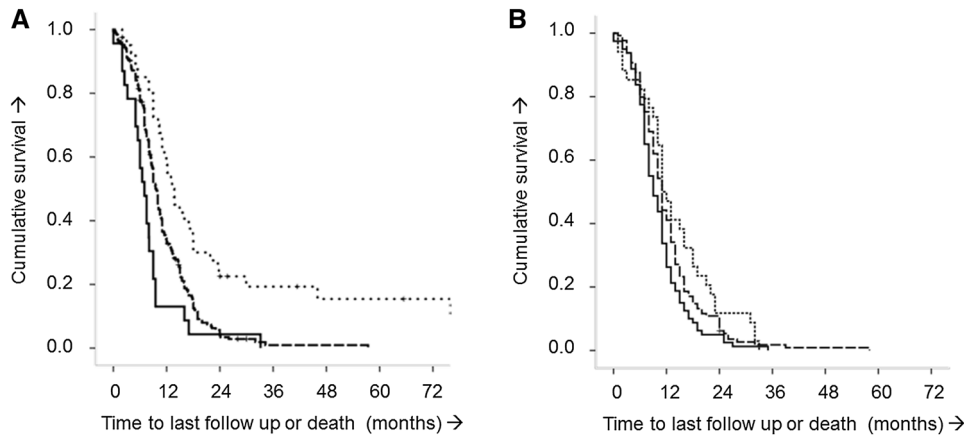 A
Cumulative survival →
1.0
0.8
0.6
0.4
0.2
0.0
0 12 24 36 48 60 72
Time to last follow up or death (months) →
B
Cumulative survival →
1.0
0.8
0.6
0.4
0.2
0.0
0 12 24 36 48 60 72
Time to last follow up or death (months) →